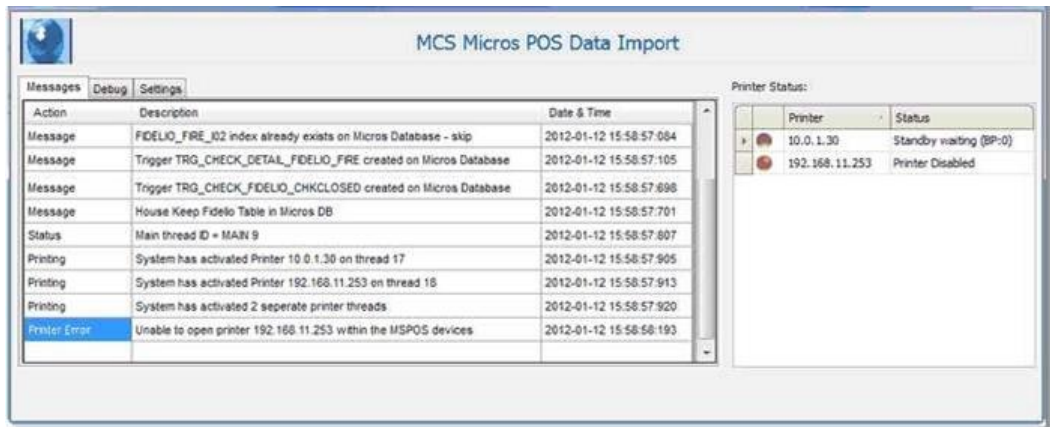 MCS Micros POS Data Import
Messages Debug Settings
Action Description Date & Time
Message FIDELIO_FIRE_I02 index already exists on Micros Database - skip 2012-01-12 15:58:57:084
Message Trigger TRG_CHECK_DETAIL_FIDELIO_FIRE created on Micros Database 2012-01-12 15:58:57:105
Message Trigger TRG_CHECK_FIDELIO_CHKCLOSED created on Micros Database 2012-01-12 15:58:57:698
Message House Keep Fidelio Table in Micros DB 2012-01-12 15:58:57:701
Status Main thread ID = MAIN 9 2012-01-12 15:58:57:807
Printing System has activated Printer 10.0.1.30 on thread 17 2012-01-12 15:58:57:905
Printing System has activated Printer 192.168.11.253 on thread 18 2012-01-12 15:58:57:913
Printing System has activated 2 seperate printer threads 2012-01-12 15:58:57:920
Printer Error Unable to open printer 192.168.11.253 within the MSPOS devices 2012-01-12 15:58:58:193
Printer Status:
Printer Status
10.0.1.30 Standby waiting (BP:0)
192.168.11.253 Printer Disabled